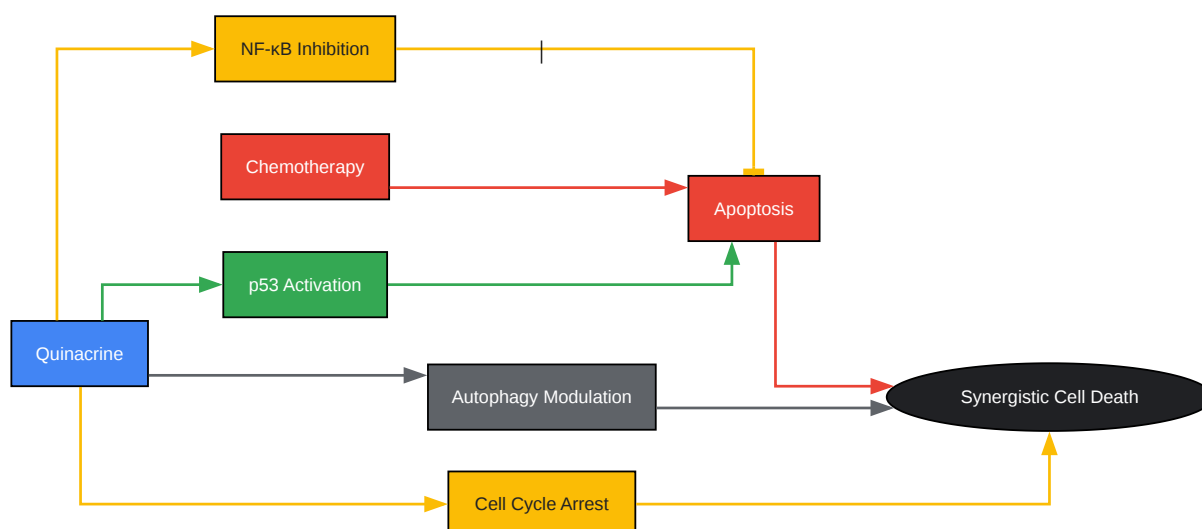 NF-κB Inhibition
Chemotherapy
Apoptosis
p53 Activation
Quinacrine
Autophagy Modulation
Synergistic Cell Death
Cell Cycle Arrest